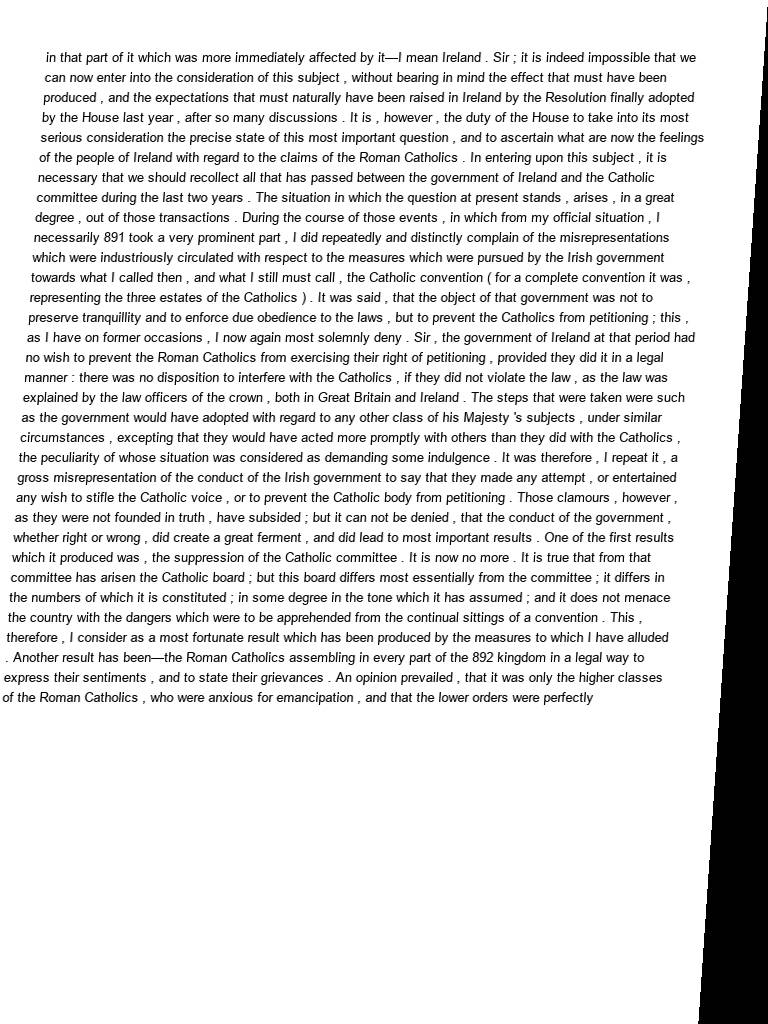 in that part of it which was more immediately affected by it—I mean Ireland . Sir ; it is indeed impossible that we
can now enter into the consideration of this subject , without bearing in mind the effect that must have been
produced , and the expectations that must naturally have been raised in Ireland by the Resolution finally adopted
by the House last year , after so many discussions . It is , however , the duty of the House to take into its most
serious consideration the precise state of this most important question , and to ascertain what are now the feelings
of the people of Ireland with regard to the claims of the Roman Catholics . In entering upon this subject , it is
necessary that we should recollect all that has passed between the government of Ireland and the Catholic
committee during the last two years . The situation in which the question at present stands , arises , in a great
degree , out of those transactions . During the course of those events , in which from my official situation , I
necessarily 891 took a very prominent part , I did repeatedly and distinctly complain of the misrepresentations
which were industriously circulated with respect to the measures which were pursued by the Irish government
towards what I called then , and what I still must call , the Catholic convention ( for a complete convention it was ,
representing the three estates of the Catholics ) . It was said , that the object of that government was not to
preserve tranquillity and to enforce due obedience to the laws , but to prevent the Catholics from petitioning ; this ,
as I have on former occasions , I now again most solemnly deny . Sir , the government of Ireland at that period had
no wish to prevent the Roman Catholics from exercising their right of petitioning , provided they did it in a legal
manner : there was no disposition to interfere with the Catholics , if they did not violate the law , as the law was
explained by the law officers of the crown , both in Great Britain and Ireland . The steps that were taken were such
as the government would have adopted with regard to any other class of his Majesty 's subjects , under similar
circumstances , excepting that they would have acted more promptly with others than they did with the Catholics ,
the peculiarity of whose situation was considered as demanding some indulgence . It was therefore , I repeat it , a
gross misrepresentation of the conduct of the Irish government to say that they made any attempt , or entertained
any wish to stifle the Catholic voice , or to prevent the Catholic body from petitioning . Those clamours , however ,
as they were not founded in truth , have subsided ; but it can not be denied , that the conduct of the government ,
whether right or wrong , did create a great ferment , and did lead to most important results . One of the first results
which it produced was , the suppression of the Catholic committee . It is now no more . It is true that from that
committee has arisen the Catholic board ; but this board differs most essentially from the committee ; it differs in
the numbers of which it is constituted ; in some degree in the tone which it has assumed ; and it does not menace
the country with the dangers which were to be apprehended from the continual sittings of a convention . This ,
therefore , I consider as a most fortunate result which has been produced by the measures to which I have alluded
. Another result has been—the Roman Catholics assembling in every part of the 892 kingdom in a legal way to
express their sentiments , and to state their grievances . An opinion prevailed , that it was only the higher classes
of the Roman Catholics , who were anxious for emancipation , and that the lower orders were perfectly